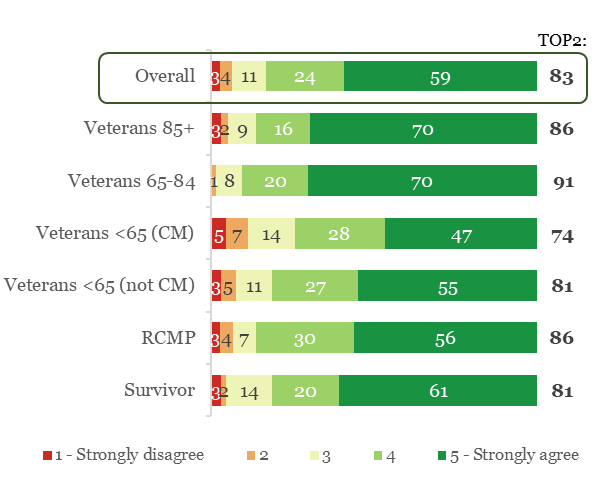 TOP2:
Overall 3 4 11 24 59 83
Veterans 85+ 3 2 9 16 70 86
Veterans 65-84 1 8 20 70 91
Veterans <65 (CM) 5 7 14 28 47 74
Veterans <65 (not CM) 3 5 11 27 55 81
RCMP 3 4 7 30 56 86
Survivor 3 2 14 20 61 81
1 - Strongly disagree 2 3 4 5 - Strongly agree